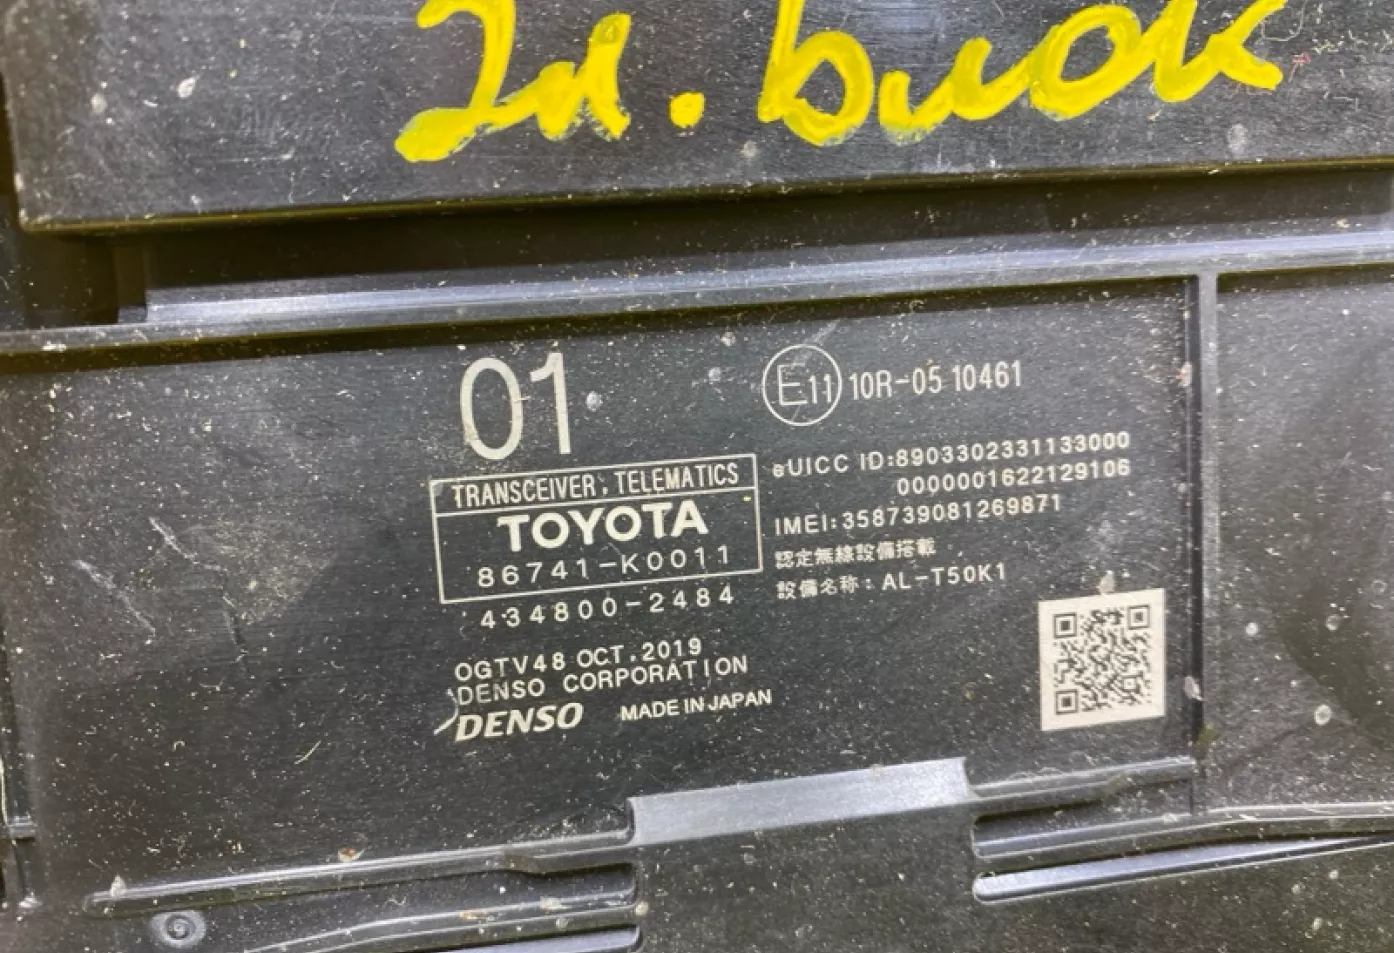 2л. виок
01
E11 10R-05 10461
TRANSCEIVER, TELEMATICS
TOYOTA
86741-K0011
434800-2484
OGTV48 OCT.2019
DENSO CORPORATION
DENSO MADE IN JAPAN
eUICC ID:8903302331133000
0000001622129106
IMEI:358739081269871
認定無線設備搭載
設備名称: AL-T50K1